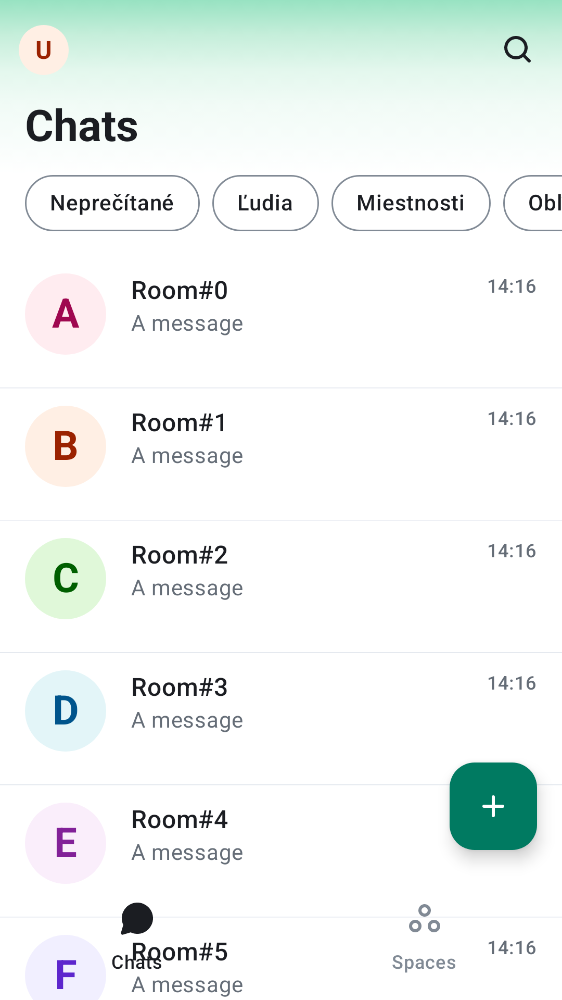 U
Chats
Neprečítané Ľudia Miestnosti Obl
A Room#0 14:16
A message
B Room#1 14:16
A message
C Room#2 14:16
A message
D Room#3 14:16
A message
E Room#4
A message
F Room#5 14:16
A message
Chats Spaces